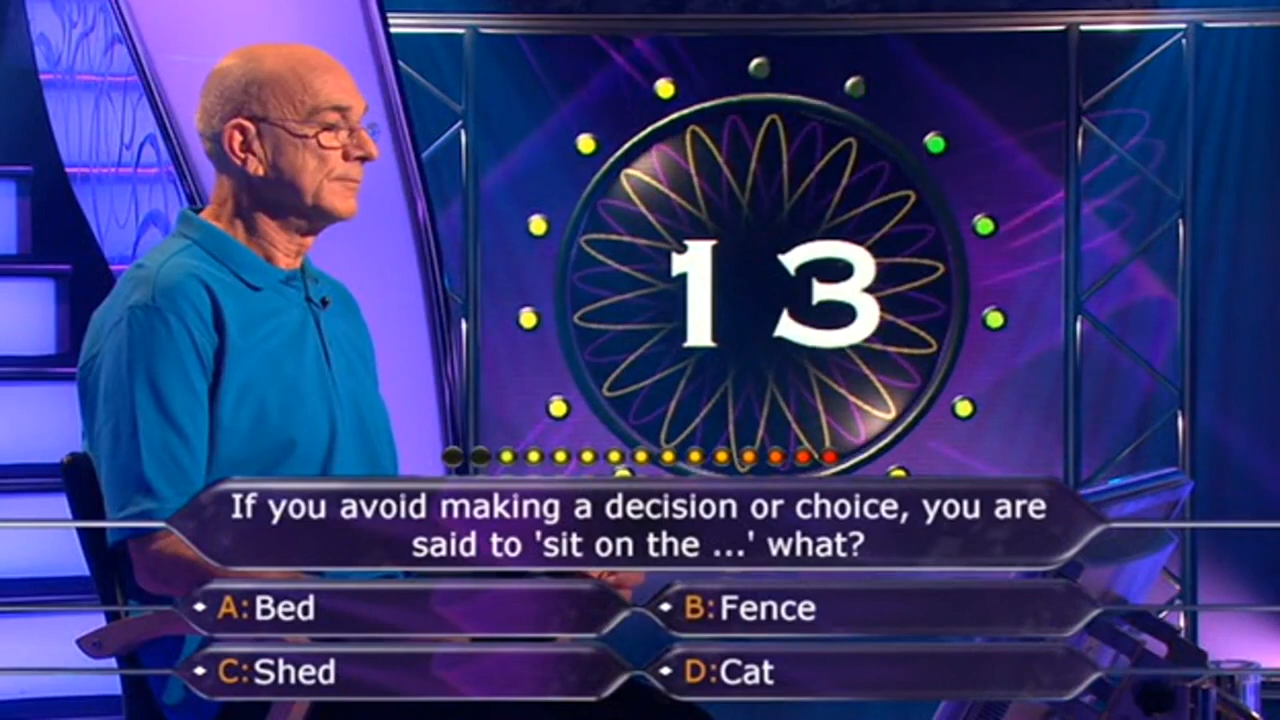 13
If you avoid making a decision or choice, you are
said to 'sit on the ...' what?
A: Bed
B: Fence
C: Shed
D: Cat